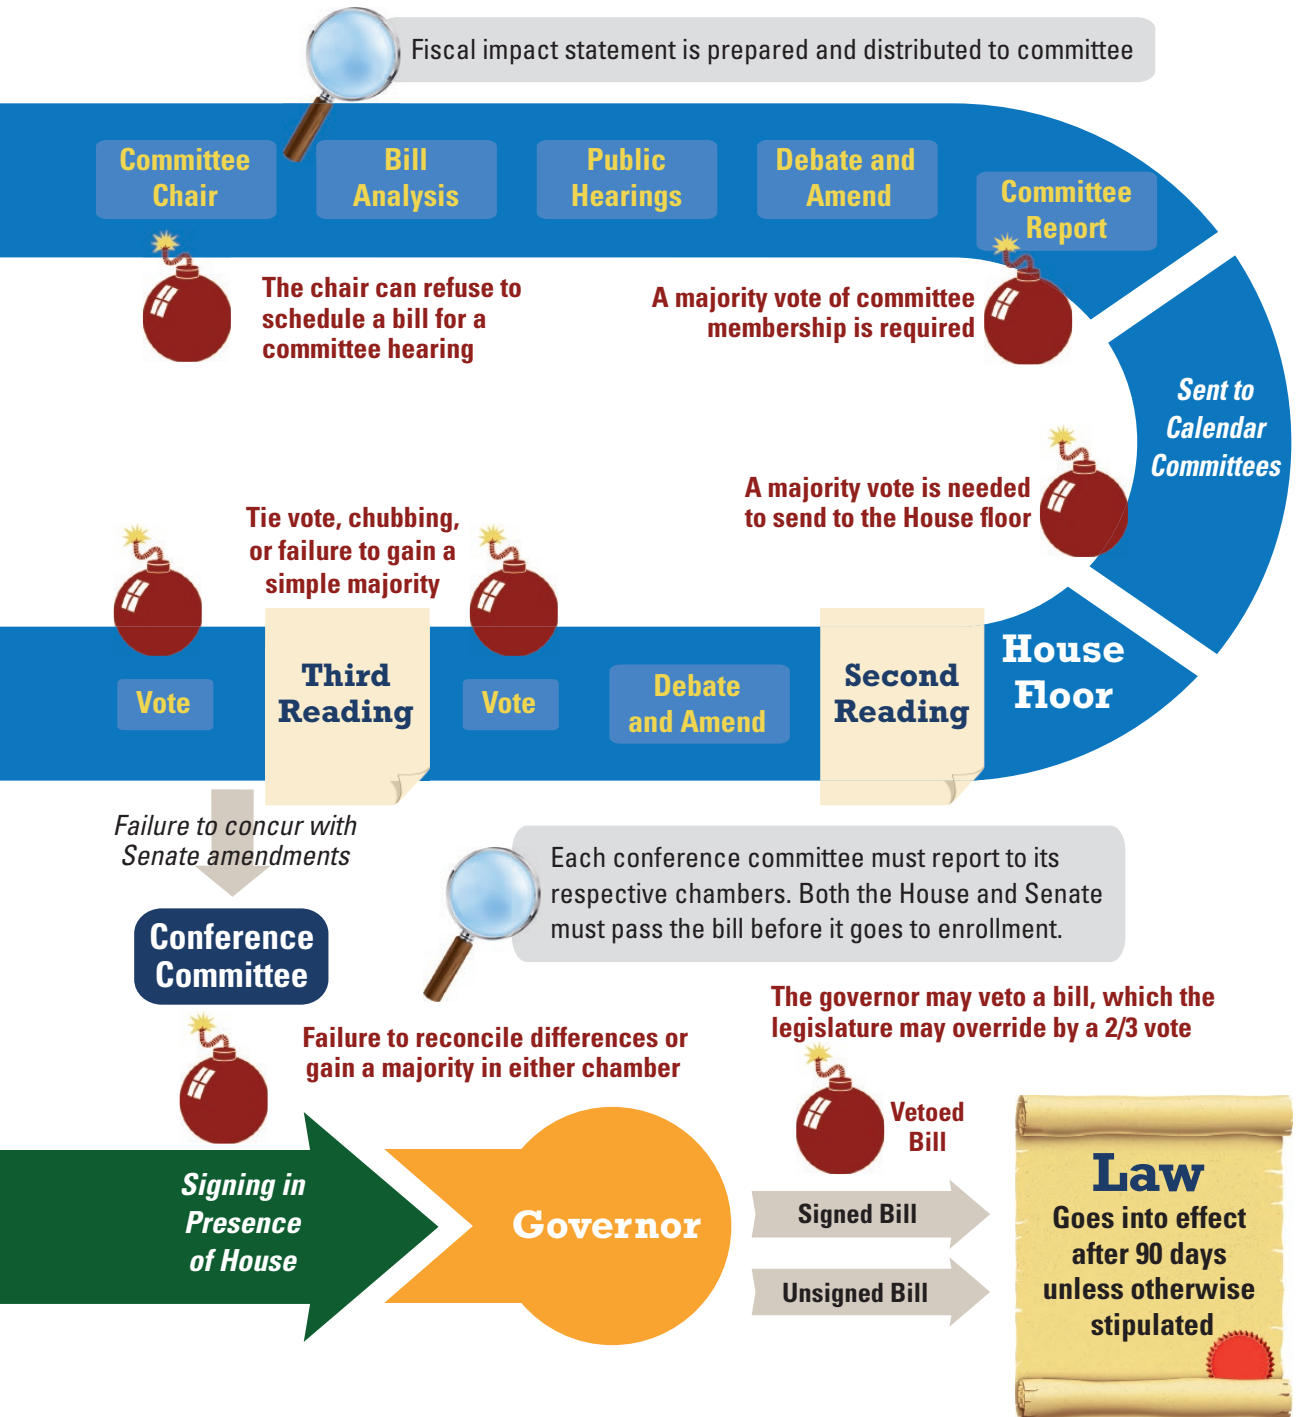 Fiscal impact statement is prepared and distributed to committee
Committee
Chair
Bill
Analysis
Public
Hearings
Debate and
Amend
Committee
Report
The chair can refuse to
schedule a bill for a
committee hearing
A majority vote of committee
membership is required
Sent to
Calendar
Committees
A majority vote is needed
to send to the House floor
Tie vote, chubbing,
or failure to gain a
simple majority
House
Floor
Second
Reading
Debate
and Amend
Vote
Third
Reading
Vote
Failure to concur with
Senate amendments
Conference
Committee
Each conference committee must report to its
respective chambers. Both the House and Senate
must pass the bill before it goes to enrollment.
Failure to reconcile differences or
gain a majority in either chamber
The governor may veto a bill, which the
legislature may override by a 2/3 vote
Vetoed
Bill
Signing in
Presence
of House
Governor
Signed Bill
Unsigned Bill
Law
Goes into effect
after 90 days
unless otherwise
stipulated